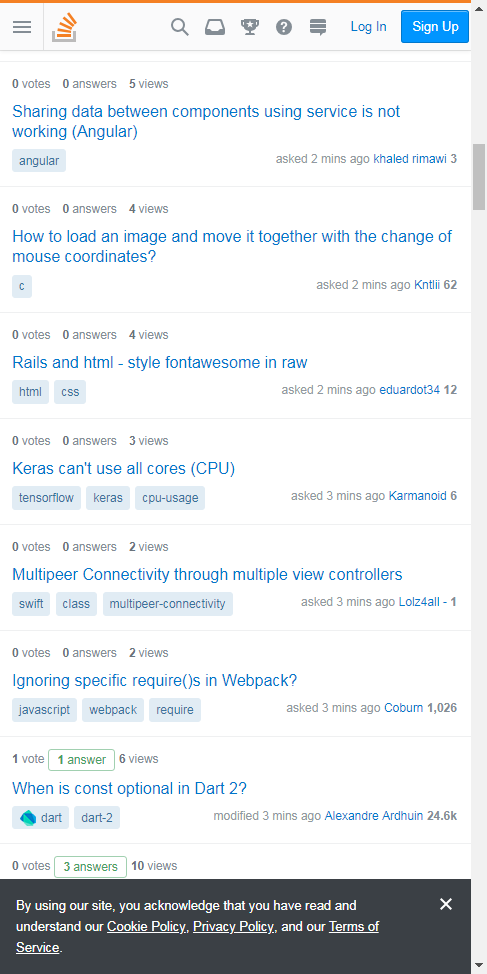 Log In Sign Up
0 votes 0 answers 5 views
Sharing data between components using service is not
working (Angular)
angular asked 2 mins ago khaled rimawi 3
0 votes 0 answers 4 views
How to load an image and move it together with the change of
mouse coordinates?
c asked 2 mins ago Kntlii 62
0 votes 0 answers 4 views
Rails and html - style fontawesome in raw
html css asked 2 mins ago eduardot34 12
0 votes 0 answers 3 views
Keras can't use all cores (CPU)
tensorflow keras cpu-usage asked 3 mins ago Karmanoid 6
0 votes 0 answers 2 views
Multipeer Connectivity through multiple view controllers
swift class multipeer-connectivity asked 3 mins ago Lolz4all - 1
0 votes 0 answers 2 views
Ignoring specific require()s in Webpack?
javascript webpack require asked 3 mins ago Coburn 1,026
1 vote 1 answer 6 views
When is const optional in Dart 2?
dart dart-2 modified 3 mins ago Alexandre Ardhuin 24.6k
0 votes 3 answers 10 views
By using our site, you acknowledge that you have read and
understand our Cookie Policy, Privacy Policy, and our Terms of
Service.